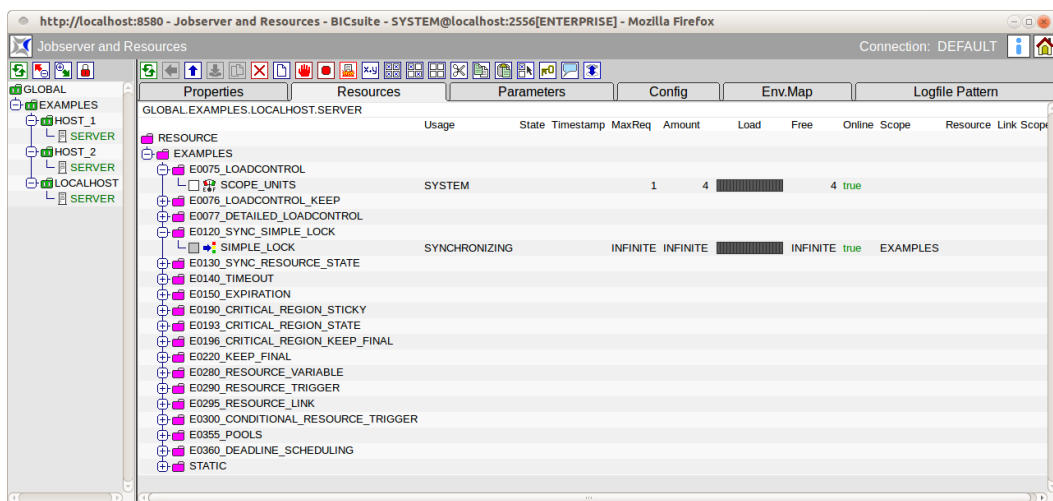 http://localhost:8580 - Jobserver and Resources - BICsuite - SYSTEM@localhost:2556[ENTERPRISE] - Mozilla Firefox
Jobserver and Resources Connection: DEFAULT
GLOBAL
EXAMPLES
HOST_1
SERVER
HOST_2
SERVER
LOCALHOST
SERVER
Properties Resources Parameters Config Env.Map Logfile Pattern
GLOBAL.EXAMPLES.LOCALHOST.SERVER
Usage State Timestamp MaxReq Amount Load Free Online Scope Resource Link Scope
RESOURCE
EXAMPLES
E0075_LOADCONTROL
SCOPE_UNITS SYSTEM 1 4 4 true
E0076_LOADCONTROL_KEEP
E0077_DETAILED_LOADCONTROL
E0120_SYNC_SIMPLE_LOCK
SIMPLE_LOCK SYNCHRONIZING INFINITE INFINITE INFINITE true EXAMPLES
E0130_SYNC_RESOURCE_STATE
E0140_TIMEOUT
E0150_EXPIRATION
E0190_CRITICAL_REGION_STICKY
E0193_CRITICAL_REGION_STATE
E0196_CRITICAL_REGION_KEEP_FINAL
E0220_KEEP_FINAL
E0280_RESOURCE_VARIABLE
E0290_RESOURCE_TRIGGER
E0295_RESOURCE_LINK
E0300_CONDITIONAL_RESOURCE_TRIGGER
E0355_POOLS
E0360_DEADLINE_SCHEDULING
STATIC